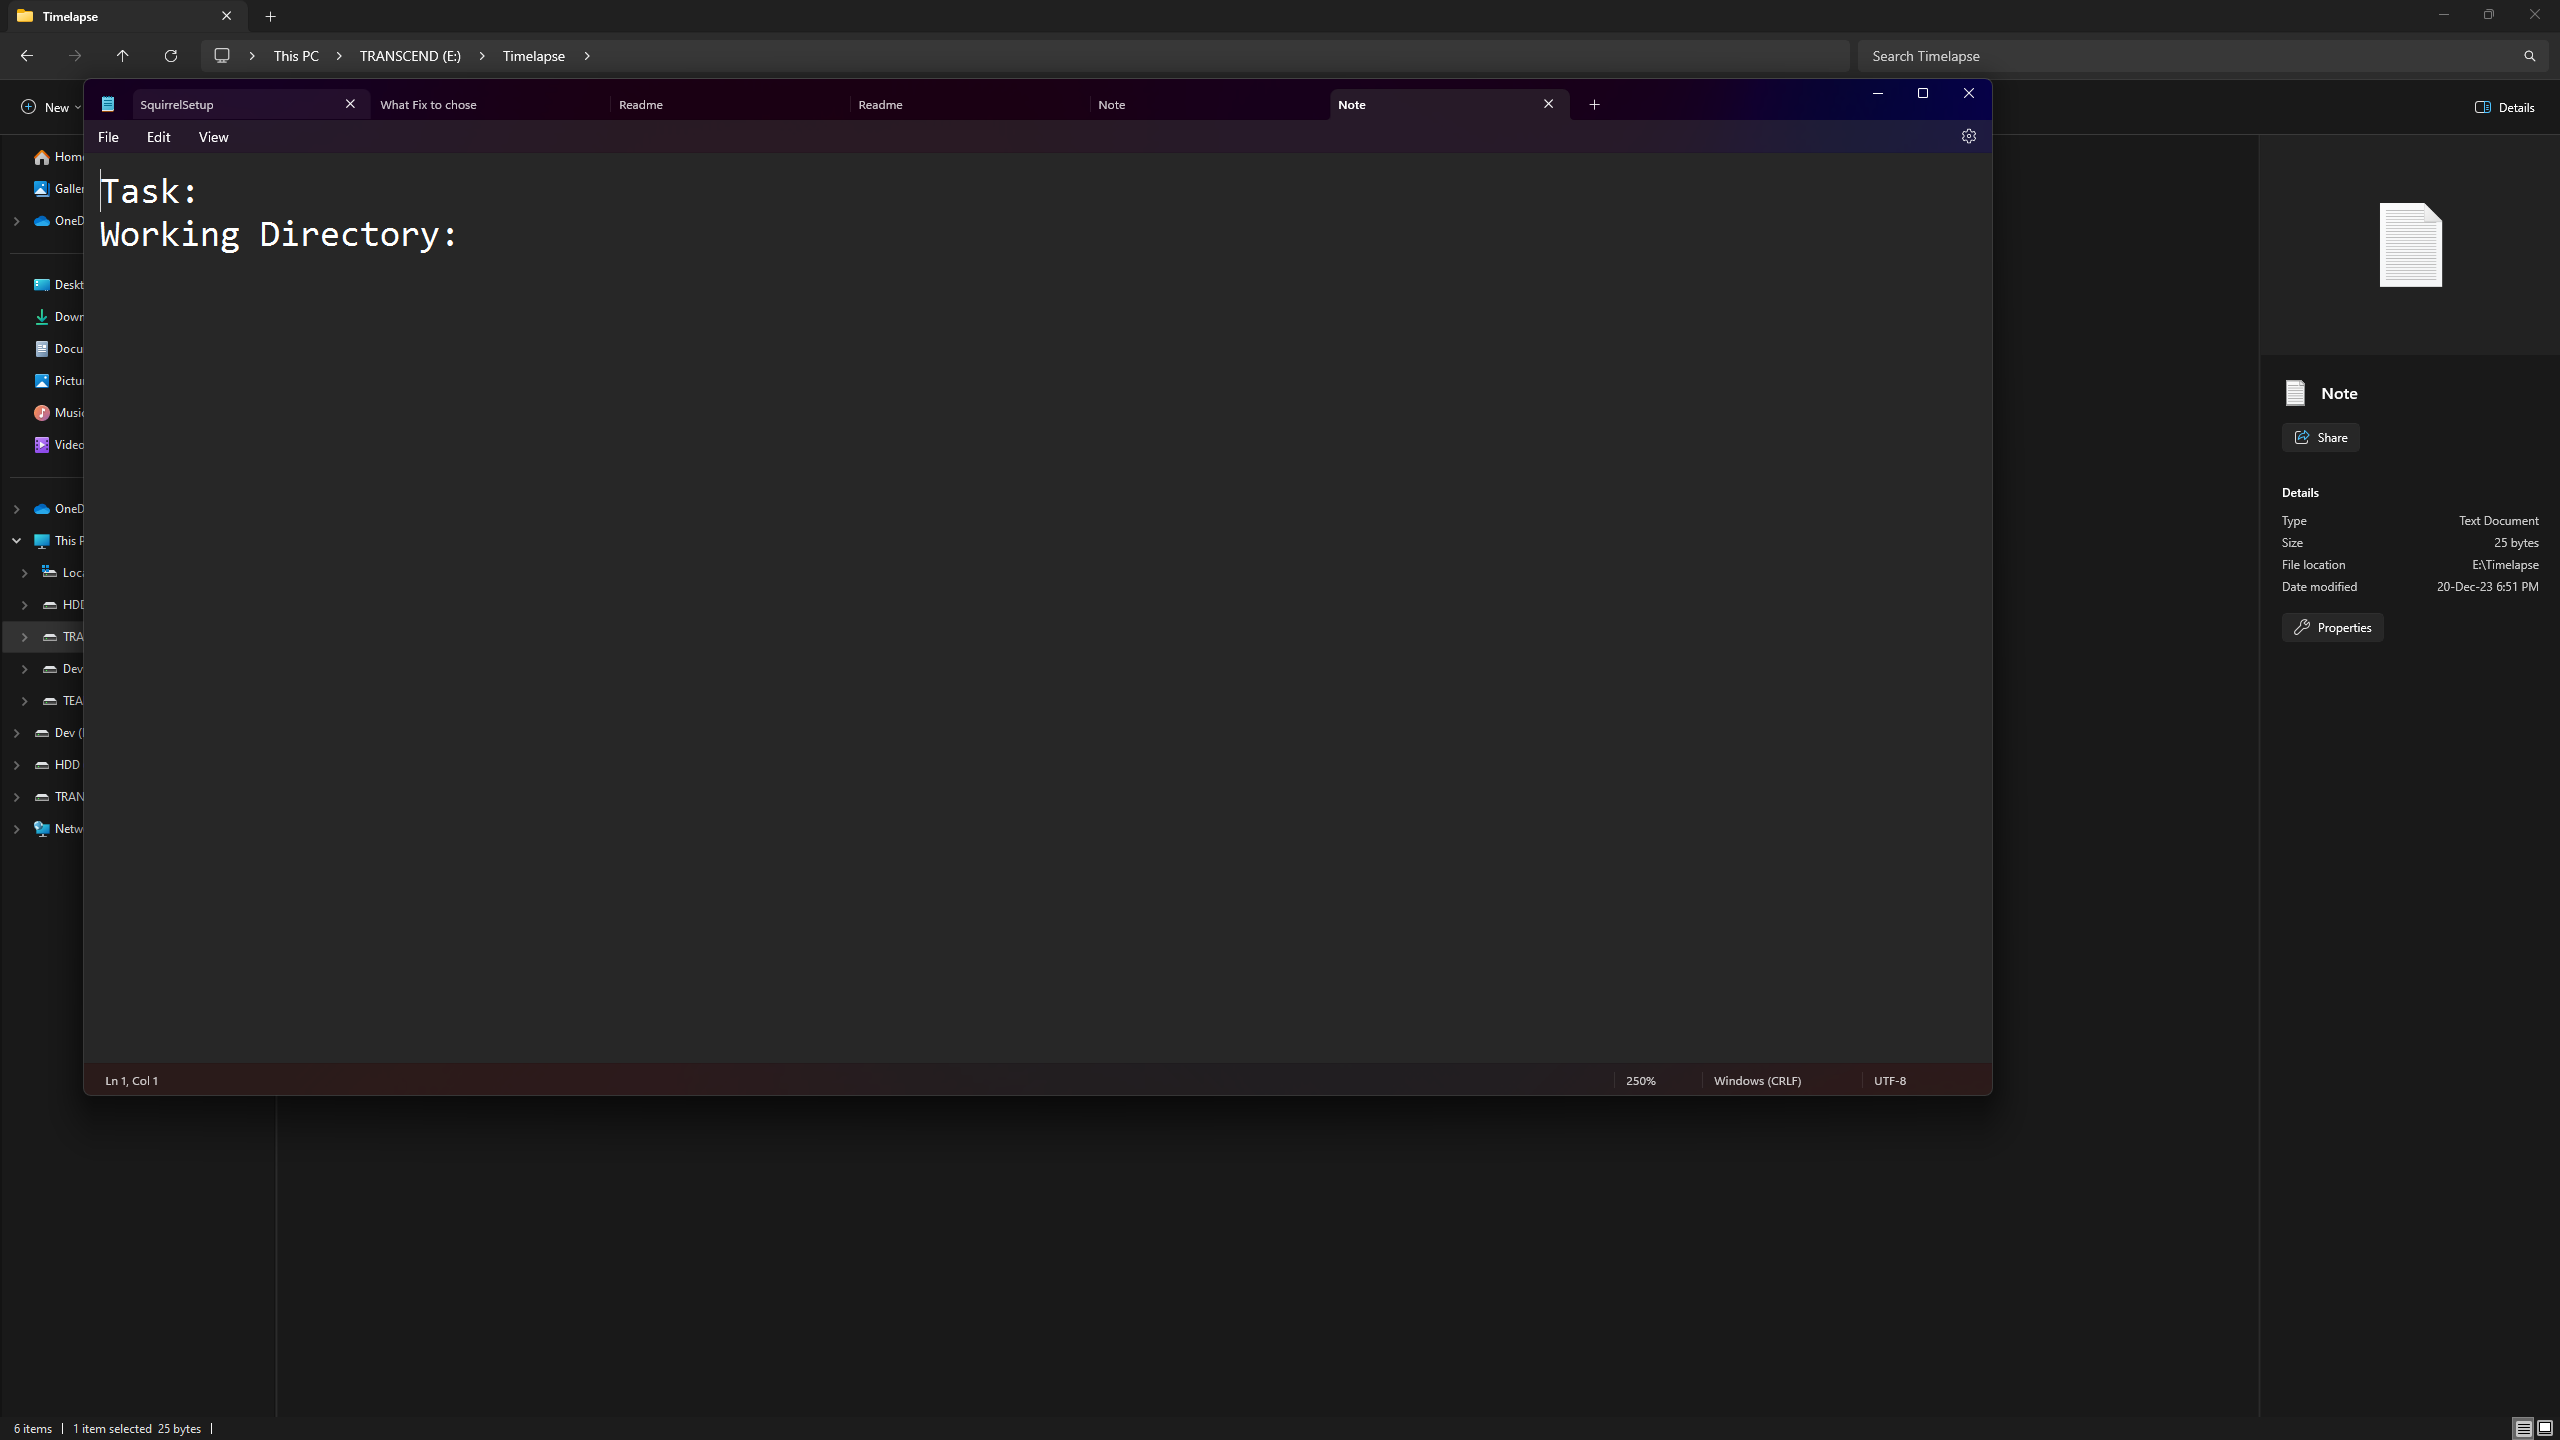 Timelapse
This PC
TRANSCEND (E:)
Timelapse
Search Timelapse
New
Details
SquirrelSetup
What Fix to chose
Readme
Readme
Note
Note
File
Edit
View
Task:
Working Directory:
Ln 1, Col 1
250%
Windows (CRLF)
UTF-8
Home
Galler
OneD
Deskt
Down
Docu
Pictu
Music
Video
OneD
This P
Loca
HDD
TRA
Dev
TEA
Dev (
HDD
TRAN
Netw
Note
Share
Details
Type Text Document
Size 25 bytes
File location E:\Timelapse
Date modified 20-Dec-23 6:51 PM
Properties
6 items
1 item selected 25 bytes